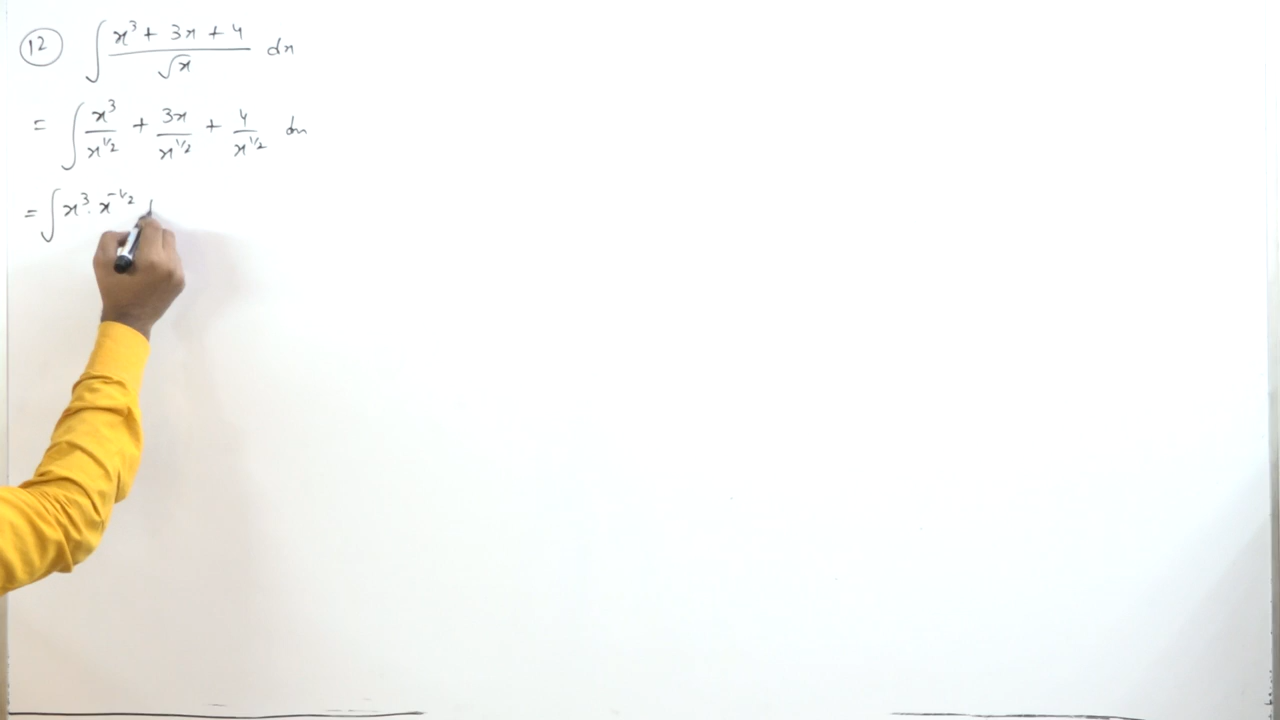 12 ∫ (x³ + 3x + 4)/√x dx
= ∫ x³/x^(1/2) + 3x/x^(1/2) + 4/x^(1/2) dx
= ∫ x³ · x^(-1/2)